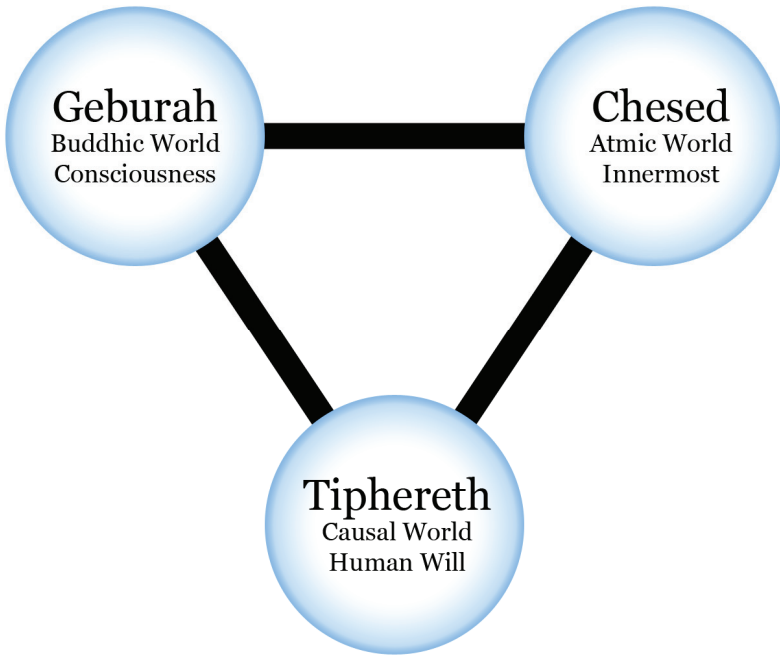 Geburah
Buddhic World
Consciousness
Chesed
Atmic World
Innermost
Tiphereth
Causal World
Human Will